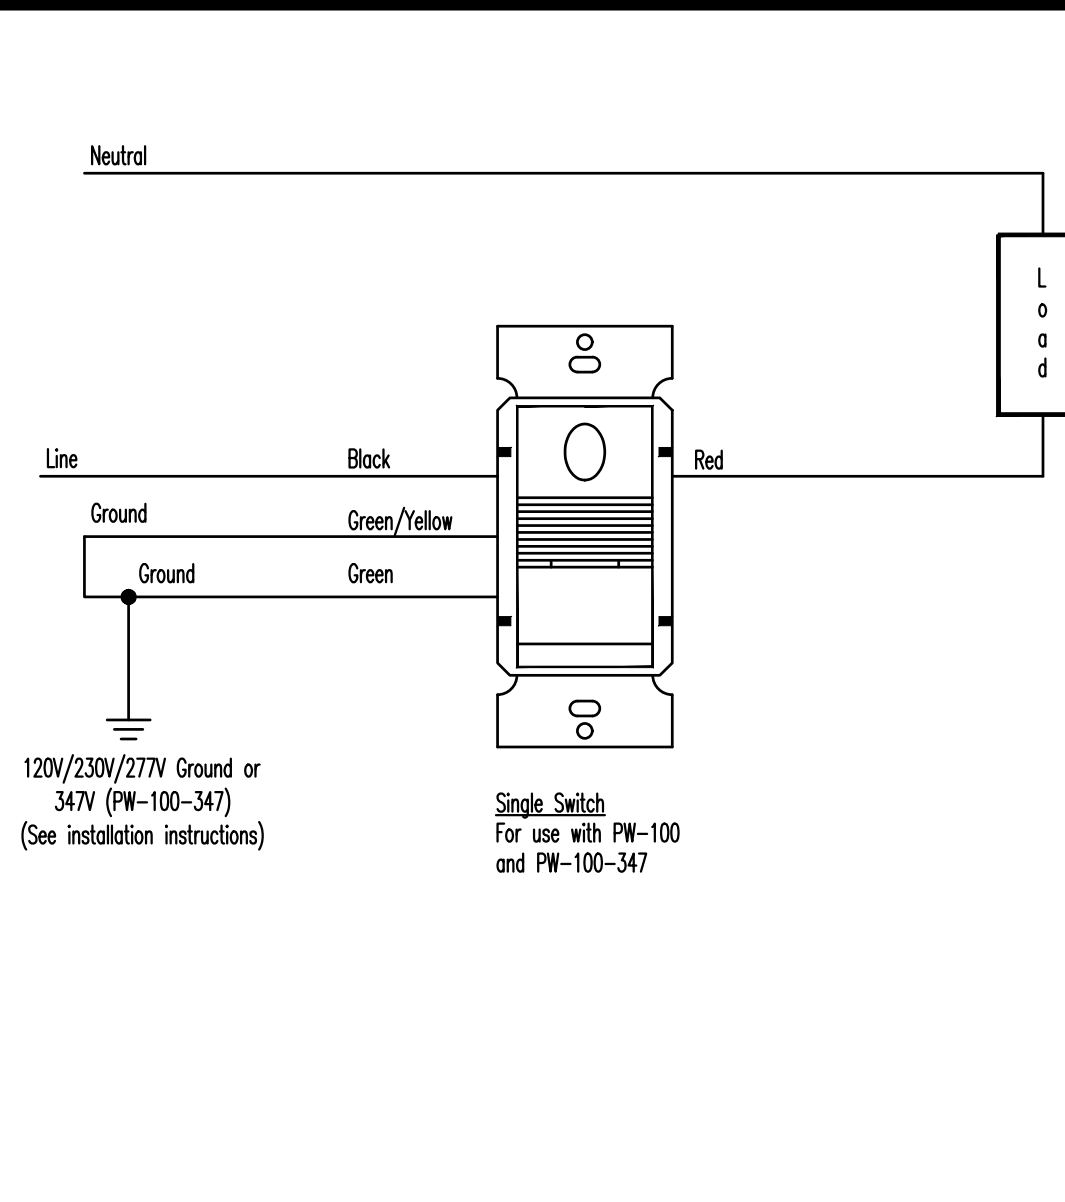 Neutral
L
o
a
d
Line
Black
Red
Ground
Green/Yellow
Ground
Green
120V/230V/277V Ground or
347V (PW-100-347)
(See installation instructions)
Single Switch
For use with PW-100
and PW-100-347